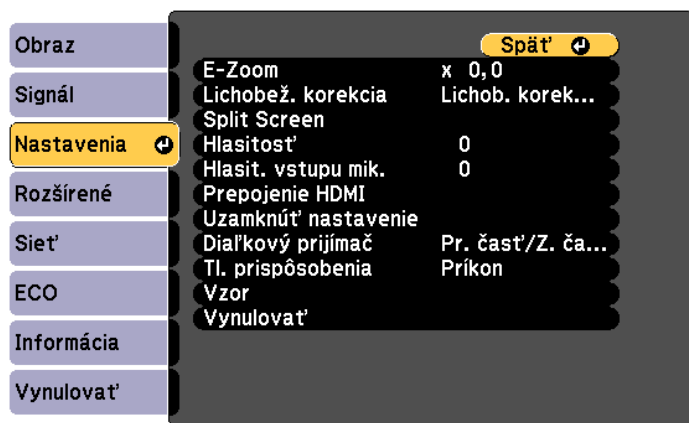 Obraz
Signál
Nastavenia
Rozšírené
Sieť
ECO
Informácia
Vynulovať
Späť
E-Zoom x 0,0
Lichobež. korekcia Lichob. korek...
Split Screen
Hlasitosť 0
Hlasit. vstupu mik. 0
Prepojenie HDMI
Uzamknúť nastavenie
Diaľkový prijímač Pr. časť/Z. ča...
Tl. prispôsobenia Príkon
Vzor
Vynulovať